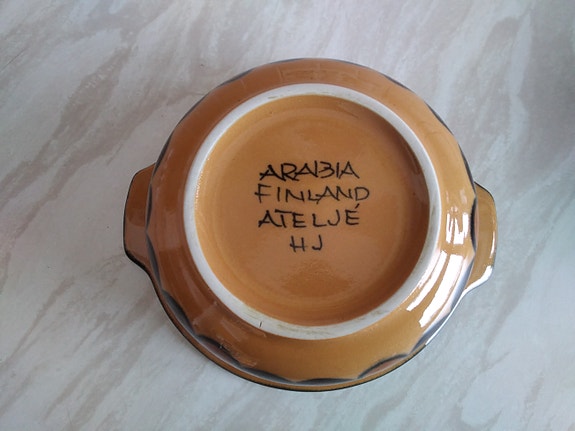 ARABIA
FINLAND
ATELJÉ
HJ